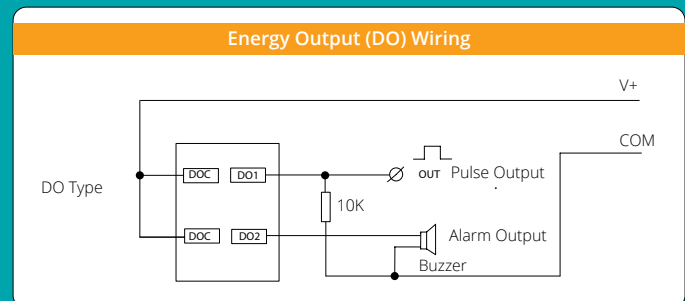 Energy Output (DO) Wiring
V+
COM
DOC DO1
OUT Pulse Output
DO Type
10K
DOC DO2
Alarm Output
Buzzer